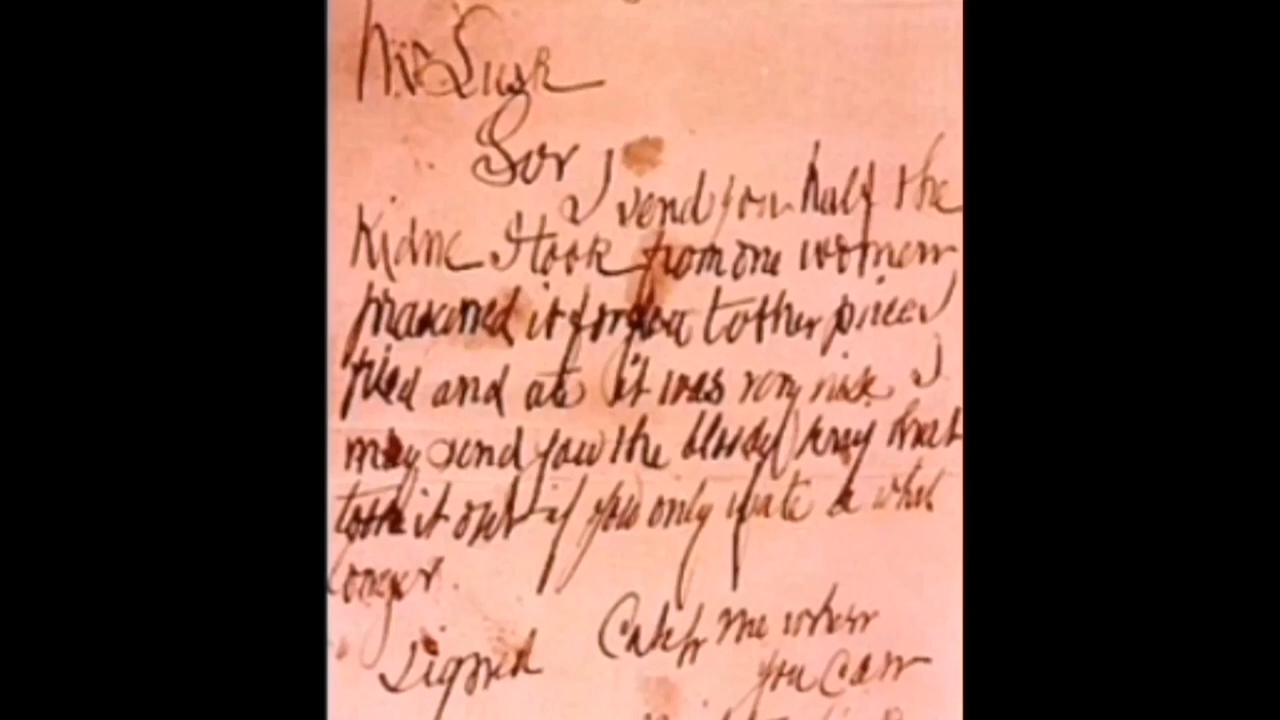 Mr Lusk
Sor
I send you half the
Kidne I took from one women
prasarved it for you tother piece I
fried and ate it was very nise I
may send you the bloody knif that
took it out if you only wate a whil
longer.
signed Catch me when
you Can